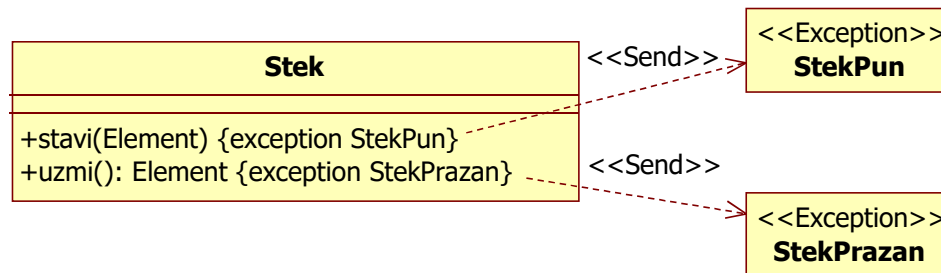 Stek
+stavi(Element) {exception StekPun}
+uzmi(): Element {exception StekPrazan}
<<Send>>
<<Send>>
<<Exception>>
StekPun
<<Exception>>
StekPrazan